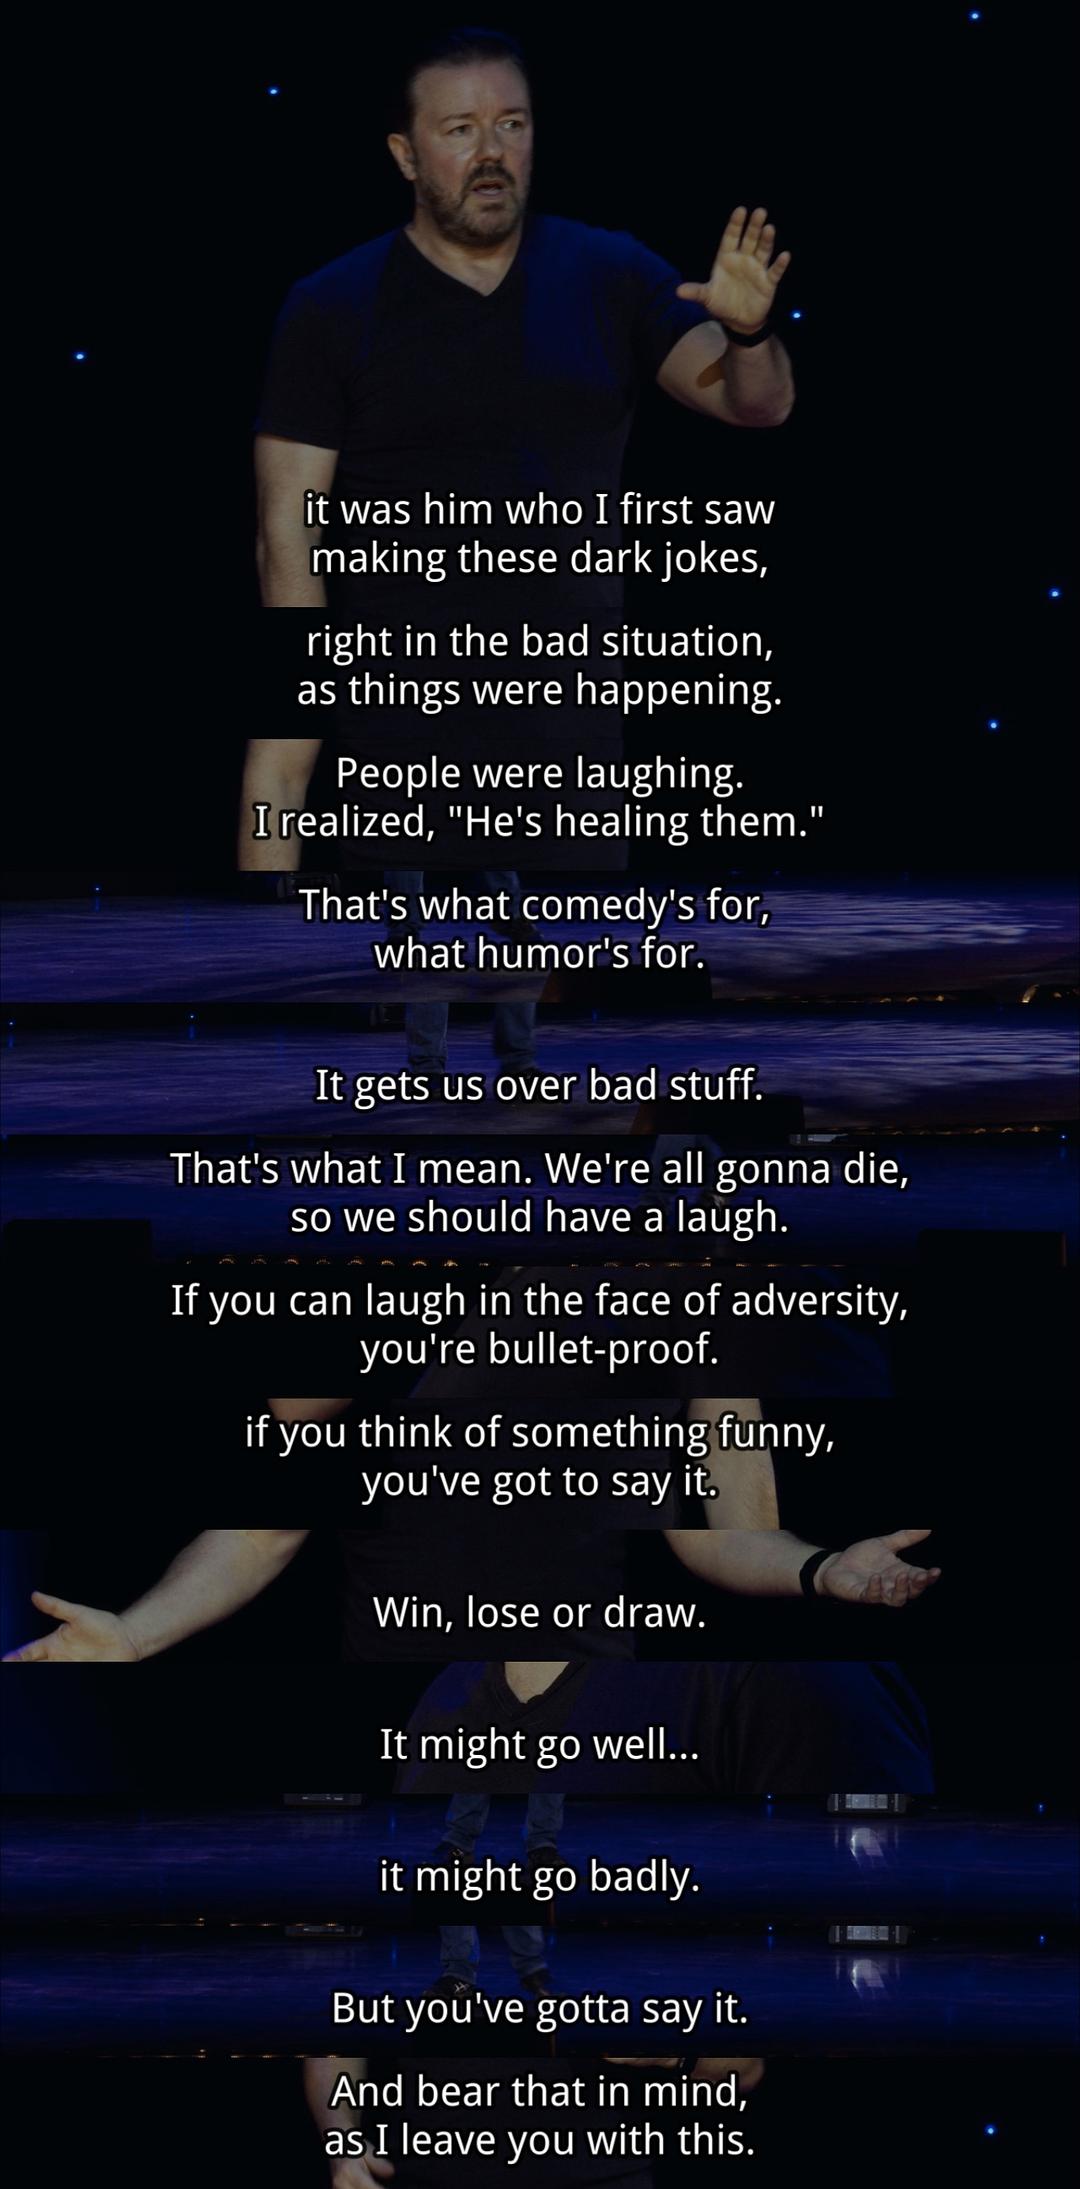 it was him who I first saw
making these dark jokes,
right in the bad situation,
as things were happening.
People were laughing.
I realized, "He's healing them."
That's what comedy's for,
what humor's for.
It gets us over bad stuff.
That's what I mean. We're all gonna die,
so we should have a laugh.
If you can laugh in the face of adversity,
you're bullet-proof.
if you think of something funny,
you've got to say it.
Win, lose or draw.
It might go well...
it might go badly.
But you've gotta say it.
And bear that in mind,
as I leave you with this.